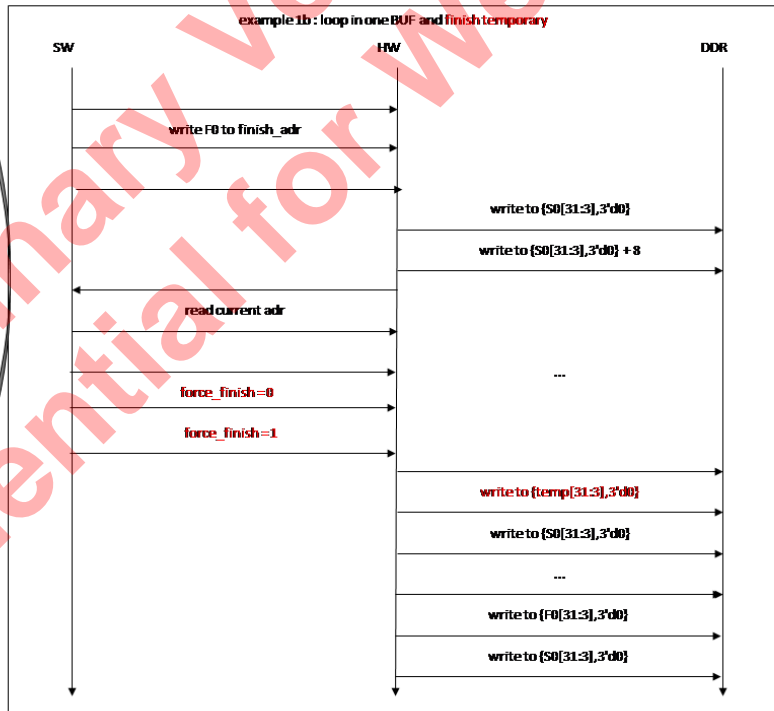 example 1b : loop in one BUF and finish temporary
SW HW DDR
write F0 to finish_adr
write to {S0[31:3],3'd0}
write to {S0[31:3],3'd0} + 8
read current adr
...
force_finish=0
force_finish=1
write to {temp[31:3],3'd0}
write to {S0[31:3],3'd0}
...
write to {F0[31:3],3'd0}
write to {S0[31:3],3'd0}